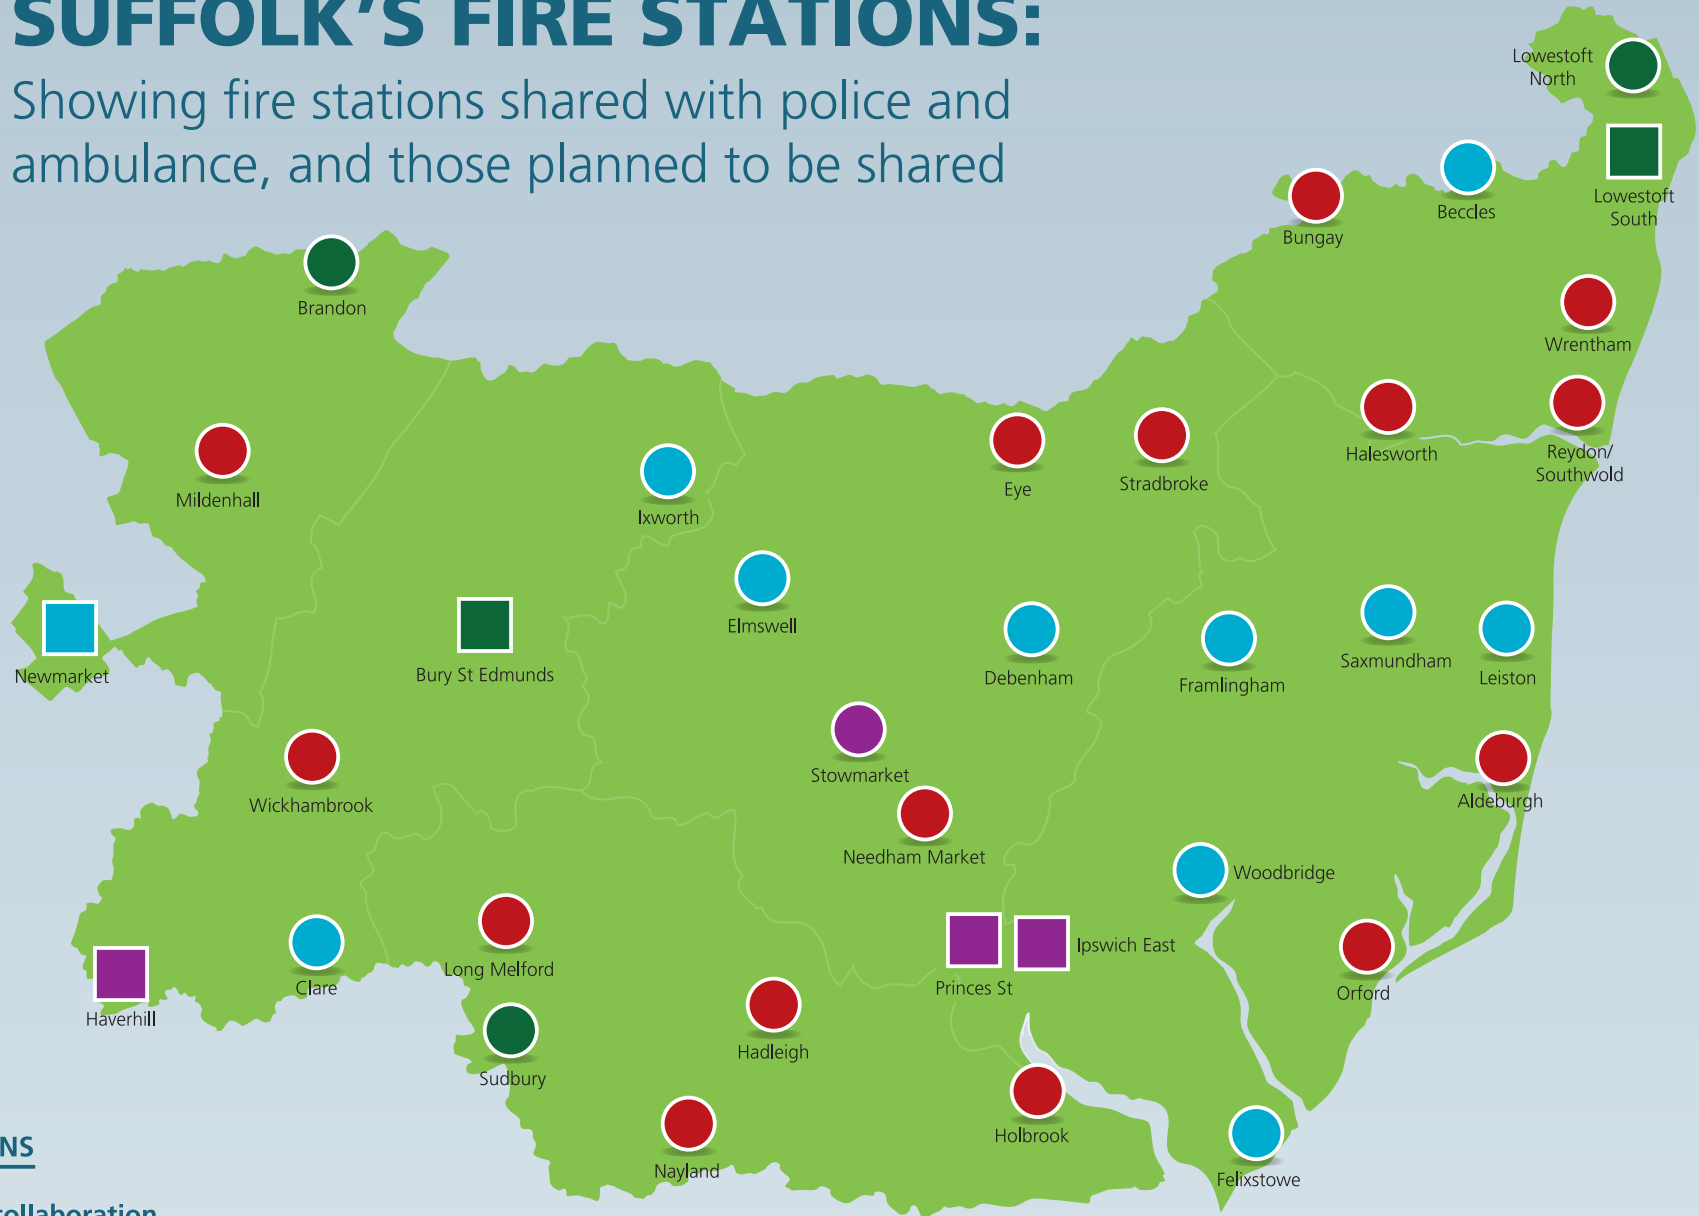 SUFFOLK'S FIRE STATIONS:
Showing fire stations shared with police and
ambulance, and those planned to be shared
Lowestoft
North
Lowestoft
South
Beccles
Bungay
Brandon
Wrentham
Mildenhall
Ixworth
Eye
Stradbroke
Halesworth
Reydon/
Southwold
Newmarket
Bury St Edmunds
Elmswell
Debenham
Framlingham
Saxmundham
Leiston
Wickhambrook
Stowmarket
Needham Market
Aldeburgh
Woodbridge
Haverhill
Clare
Long Melford
Princes St
Ipswich East
Orford
Sudbury
Hadleigh
Holbrook
Nayland
Felixstowe
NS
collaboration